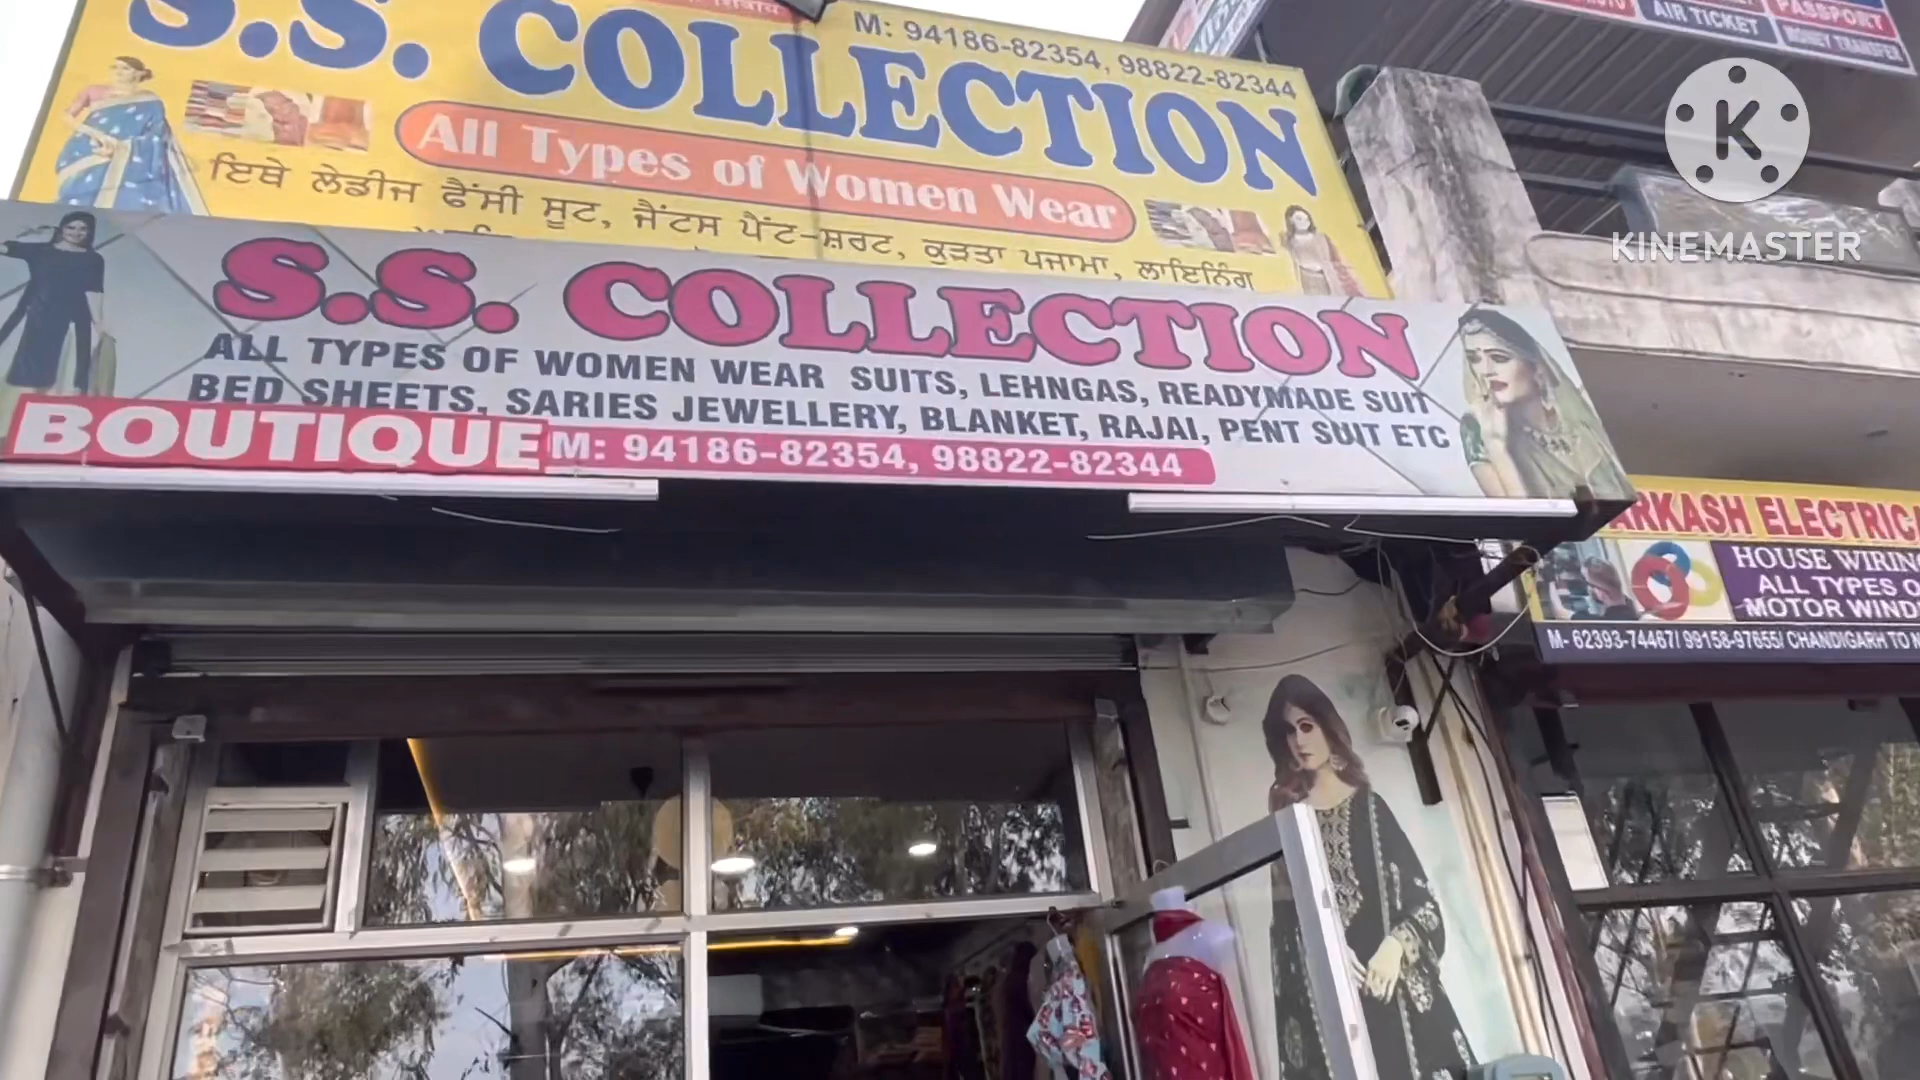 S.S. COLLECTION
M: 94186-82354, 98822-82344
All Types of Women Wear
ਇਥੇ ਲੇਡੀਜ ਫੈਂਸੀ ਸੂਟ, ਜੈਂਟਸ ਪੈਂਟ-ਸ਼ਰਟ, ਕੁੜਤਾ ਪਜਾਮਾ, ਲਾਇਨਿੰਗ
S.S. COLLECTION
ALL TYPES OF WOMEN WEAR SUITS, LEHNGAS, READYMADE SUIT
BED SHEETS, SARIES JEWELLERY, BLANKET, RAJAI, PENT SUIT ETC
BOUTIQUE
M: 94186-82354, 98822-82344
AIR TICKET
PASSPORT
MONEY TRANSFER
KINEMASTER
ARKASH ELECTRICA
HOUSE WIRING
ALL TYPES O
MOTOR WIND
M- 62393-74467/ 99158-97655/ CHANDIGARH TO N